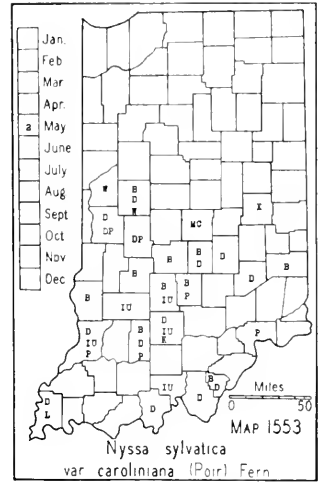 Jan.
Feb
Mar
Apr.
a May
June
July
Aug
Sept
Oct
Nov
Dec
W
B
D
W
D
DP
DP
MC
X
B
B
D
D
D
B
B
B
IU
B
P
B
IU
D
IU
P
B
D
P
D
IU
K
P
IU
B
D
D
D
D
L
Miles
0 50
MAP 1553
Nyssa sylvatica
var caroliniana (Poir) Fern